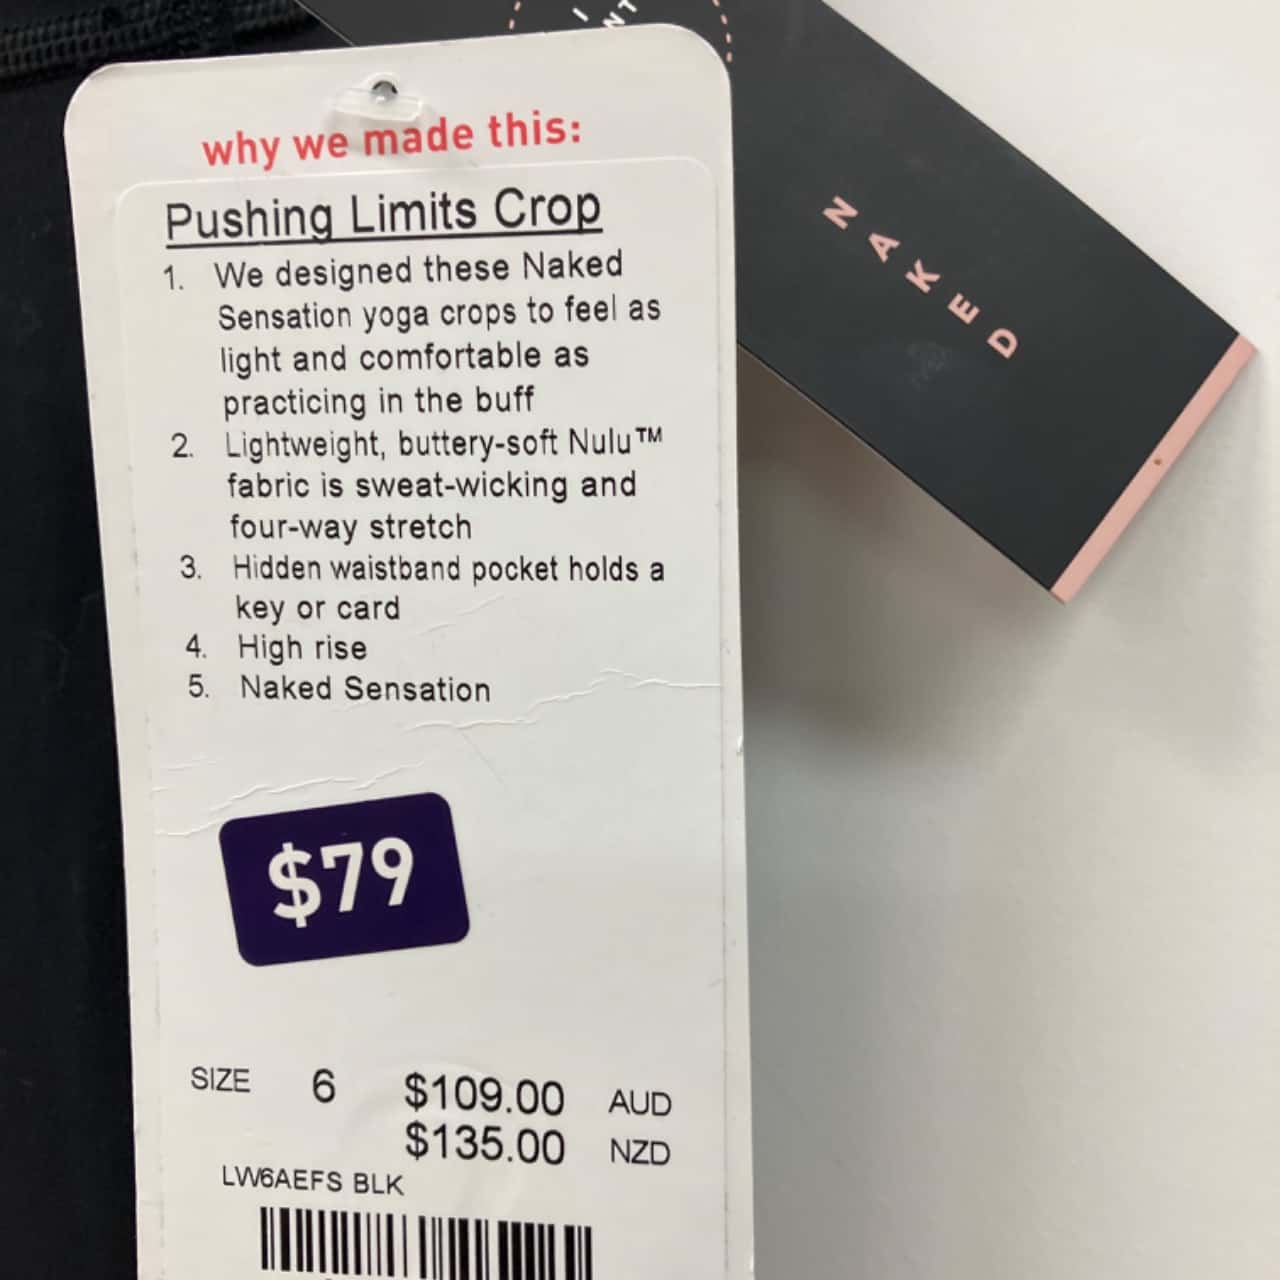 why we made this:
Pushing Limits Crop
1. We designed these Naked
Sensation yoga crops to feel as
light and comfortable as
practicing in the buff
2. Lightweight, buttery-soft Nulu™
fabric is sweat-wicking and
four-way stretch
3. Hidden waistband pocket holds a
key or card
4. High rise
5. Naked Sensation
$79
SIZE 6 $109.00 AUD
$135.00 NZD
LW6AEFS BLK
NAKED